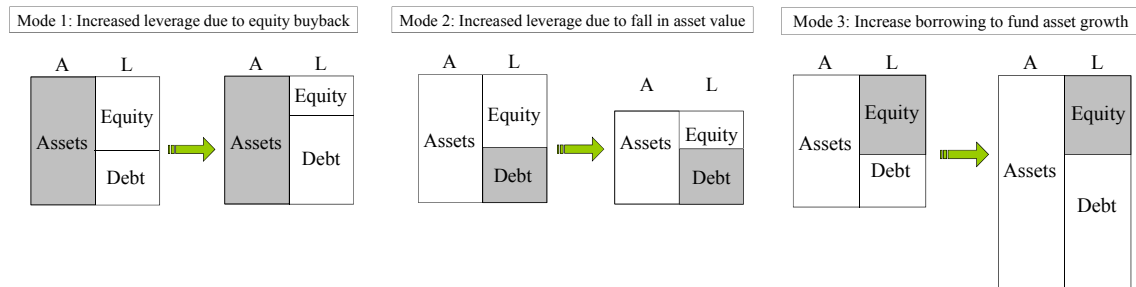 Mode 1: Increased leverage due to equity buyback
A L A L
Assets Equity Debt
Assets Equity Debt
Mode 2: Increased leverage due to fall in asset value
A L A L
Assets Equity Debt
Assets Equity Debt
Mode 3: Increase borrowing to fund asset growth
A L A L
Assets Equity Debt
Assets Equity Debt